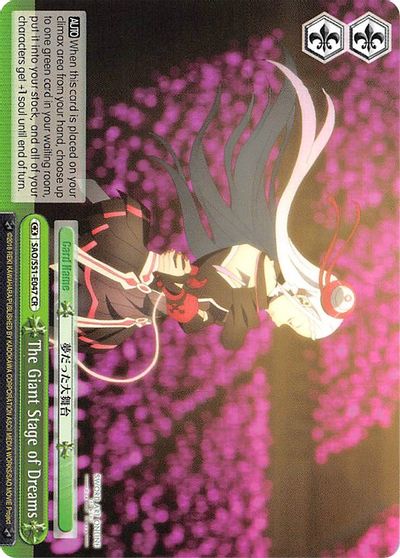 [AUTO] When this card is placed on your
climax area from your hand, choose up
to one green card in your waiting room,
put it into your stock, and all of your
characters get +1 soul until end of turn.
Card Name
夢だった大舞台
CX
SAO/SS1-E047 CR
The Giant Stage of Dreams
©2016 REKI KAWAHARA/PUBLISHED BY KADOKAWA CORPORATION ASCII MEDIA WORKS/SAO MOVIE Project